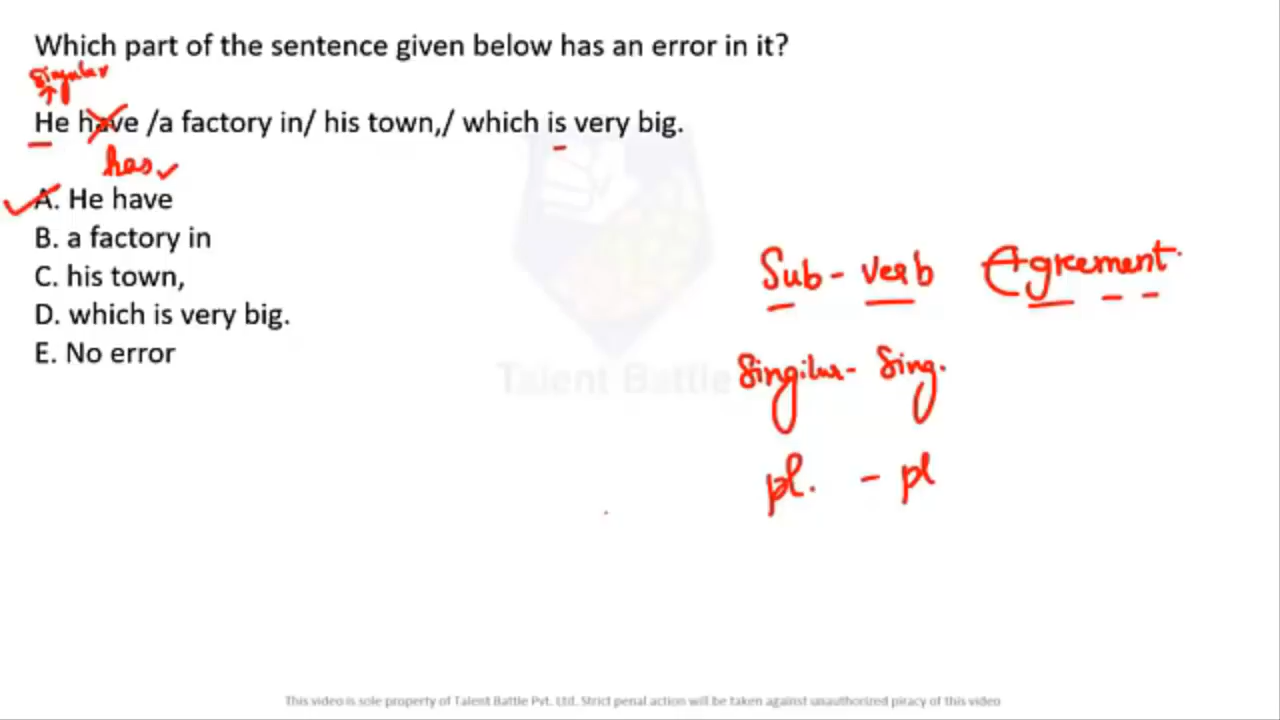 Which part of the sentence given below has an error in it?
Singular
He have /a factory in/ his town,/ which is very big.
has
A. He have
B. a factory in
C. his town,
D. which is very big.
E. No error
Sub - verb Agreement.
Singular - Sing.
pl. - pl
Talent Battle
This video is sole property of Talent Battle Pvt. Ltd. Strict penal action will be taken against unauthorized piracy of this video